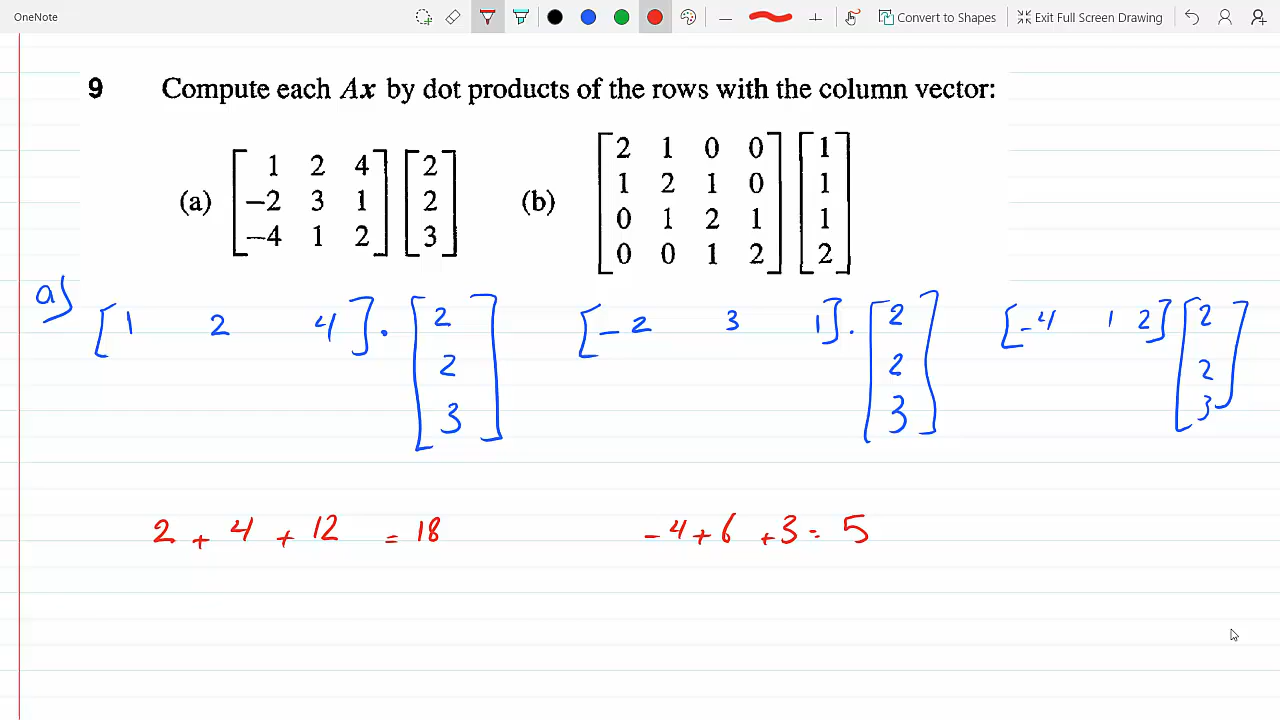 OneNote
Convert to Shapes
Exit Full Screen Drawing
9 Compute each Ax by dot products of the rows with the column vector:
(a) [1 2 4] [2]
[-2 3 1] [2]
[-4 1 2] [3]
(b) [2 1 0 0] [1]
[1 2 1 0] [1]
[0 1 2 1] [1]
[0 0 1 2] [2]
a) [1 2 4] · [2 2 3] [-2 3 1] · [2 2 3] [-4 1 2] [2 2 3]
2 + 4 + 12 = 18 -4 + 6 + 3 = 5